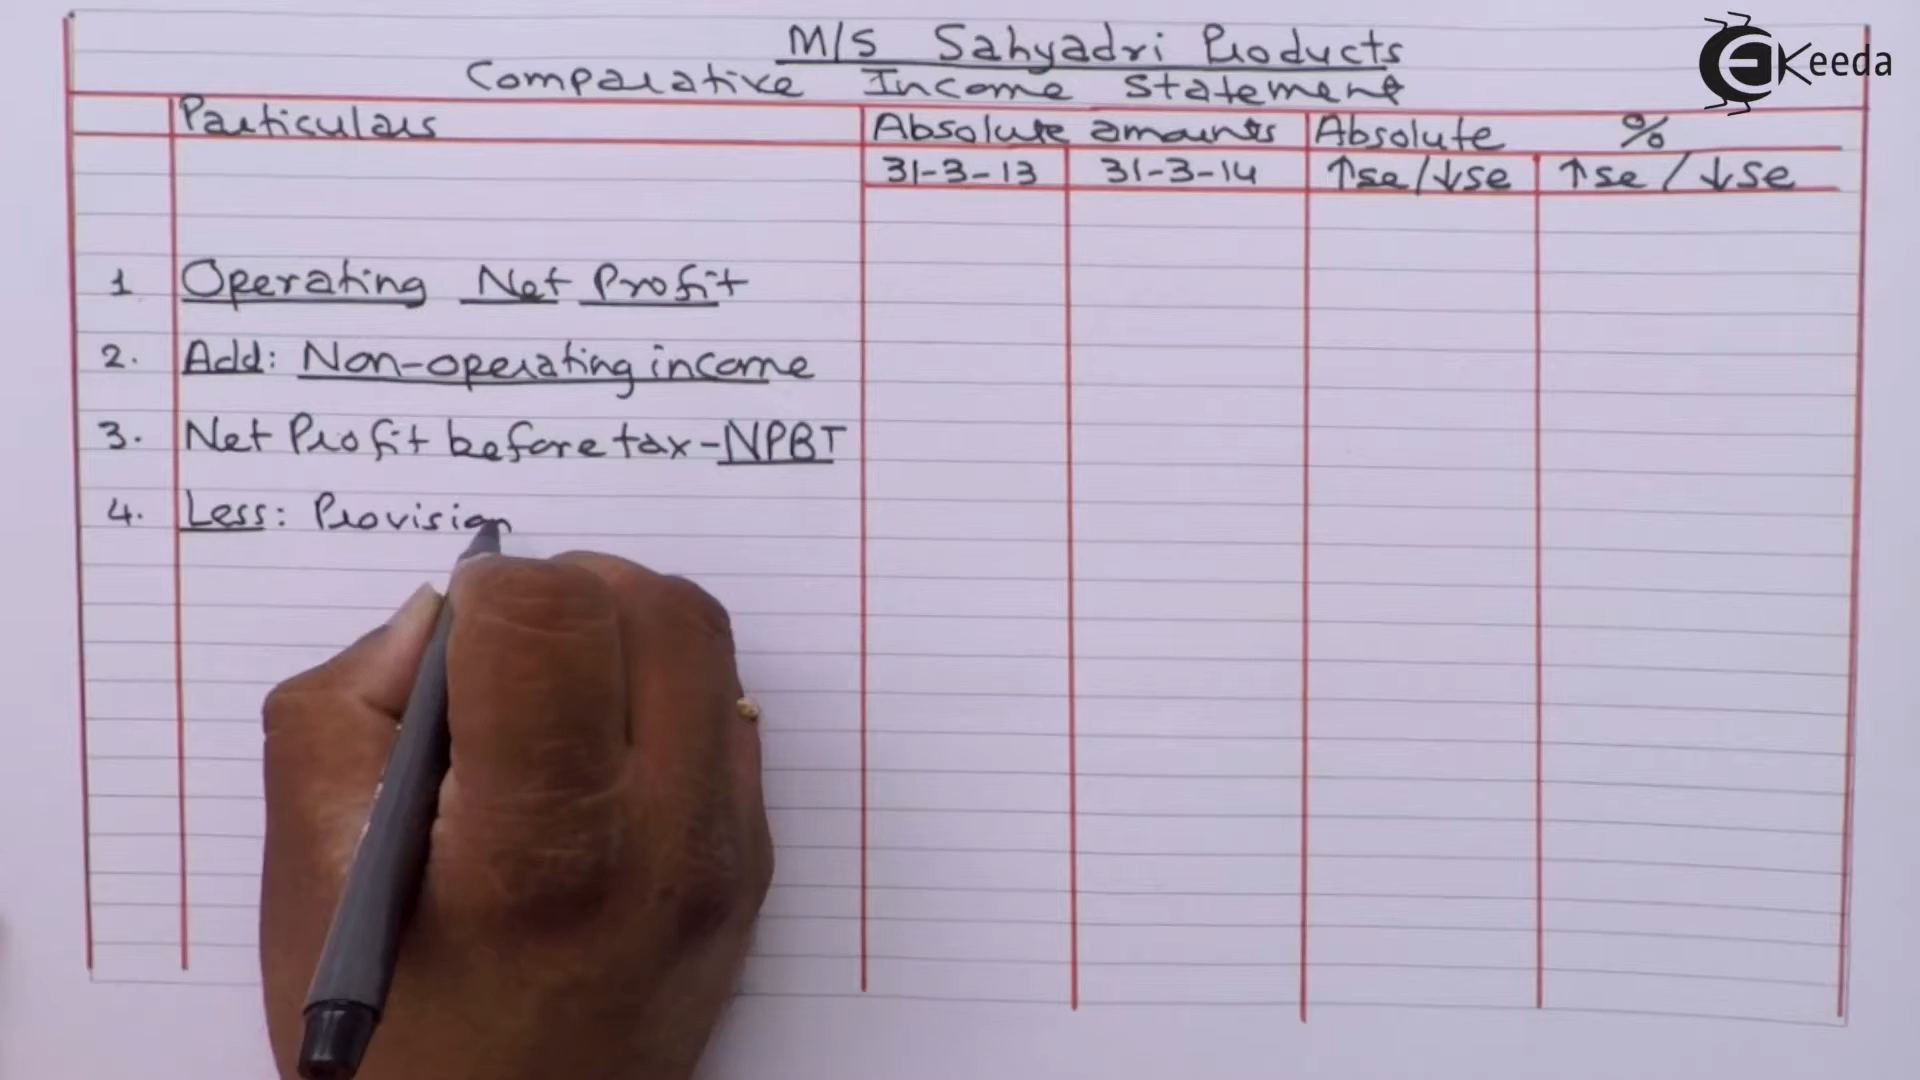 M/S Sahyadri Products
Comparative Income Statement
Ekeeda
Particulars Absolute amounts Absolute %
31-3-13 31-3-14 ↑se/↓se ↑se/↓se
1 Operating Net Profit
2. Add: Non-operating income
3. Net Profit before tax-NPBT
4. Less: Provision